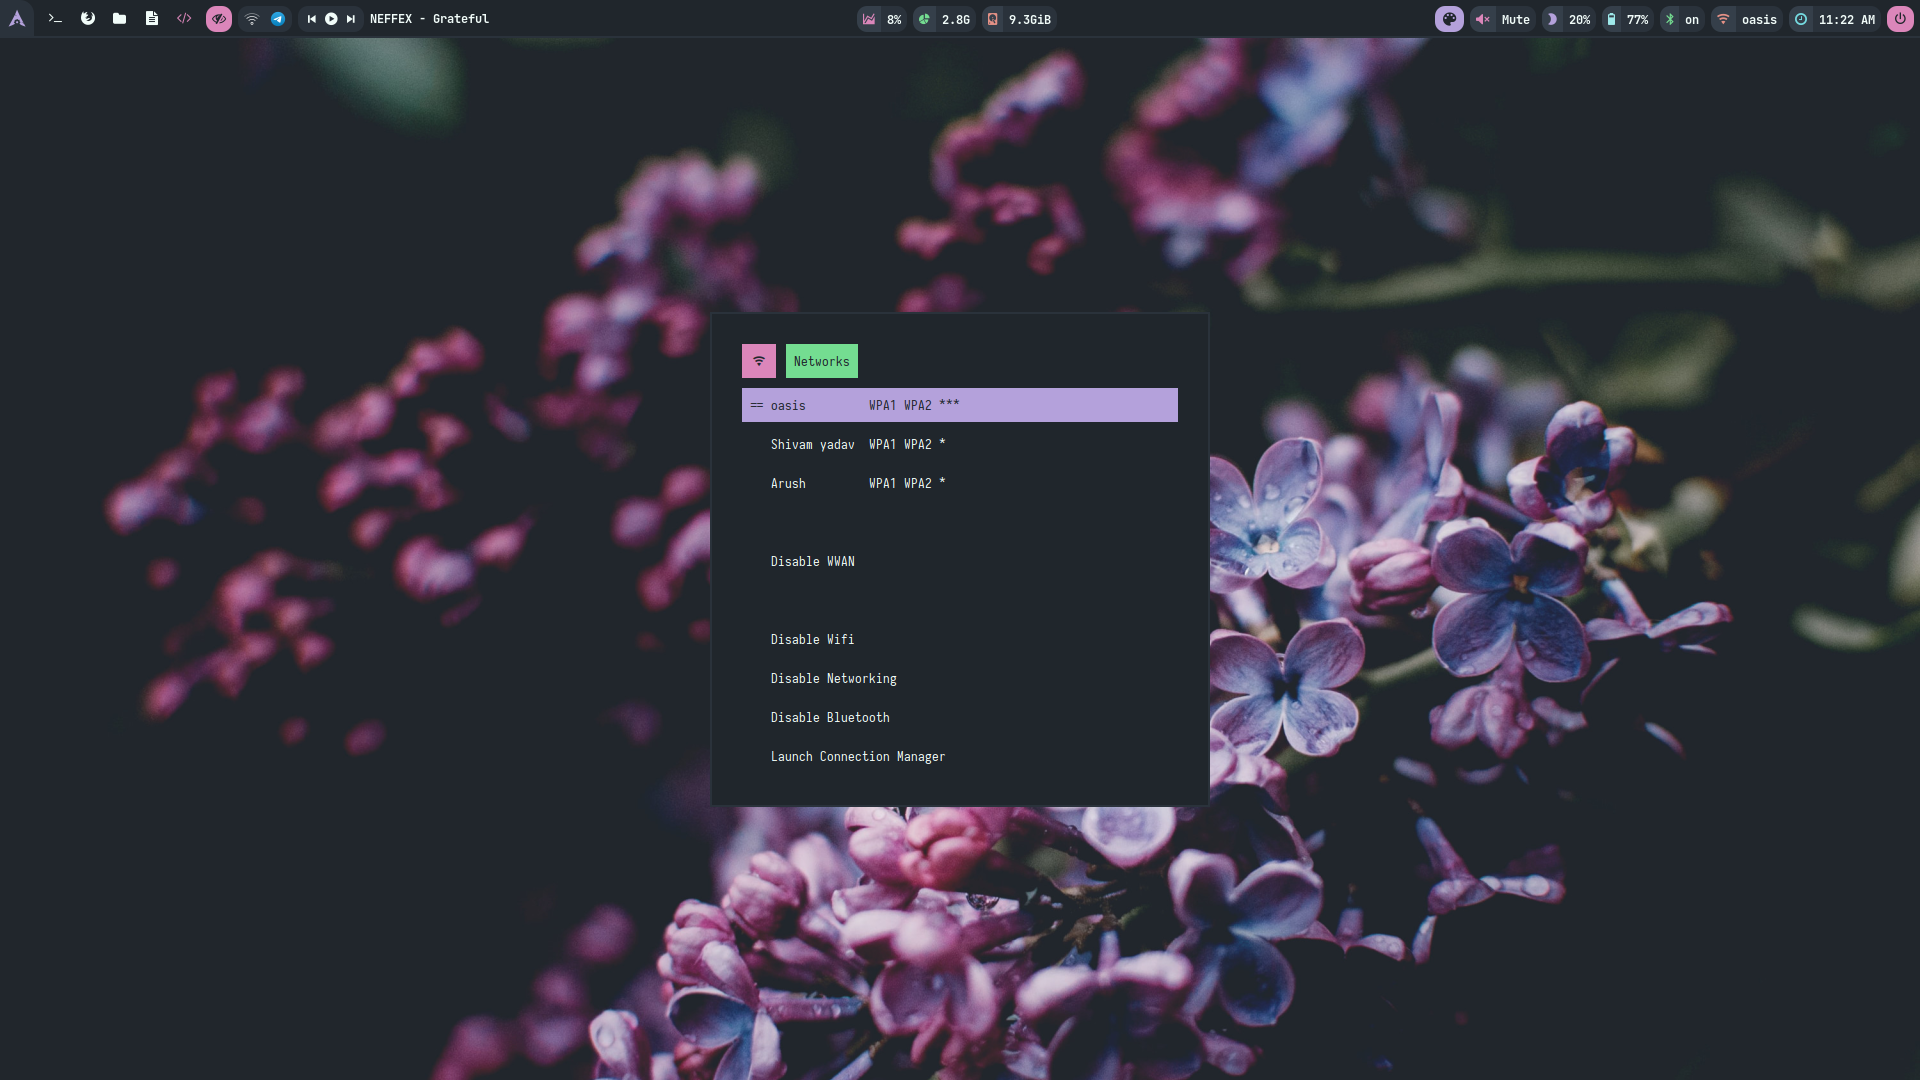 NEFFEX - Grateful
8%
2.8G
9.3GiB
Mute
20%
77%
on
oasis
11:22 AM
Networks
== oasis WPA1 WPA2 ***
Shivam yadav WPA1 WPA2 *
Arush WPA1 WPA2 *
Disable WWAN
Disable Wifi
Disable Networking
Disable Bluetooth
Launch Connection Manager